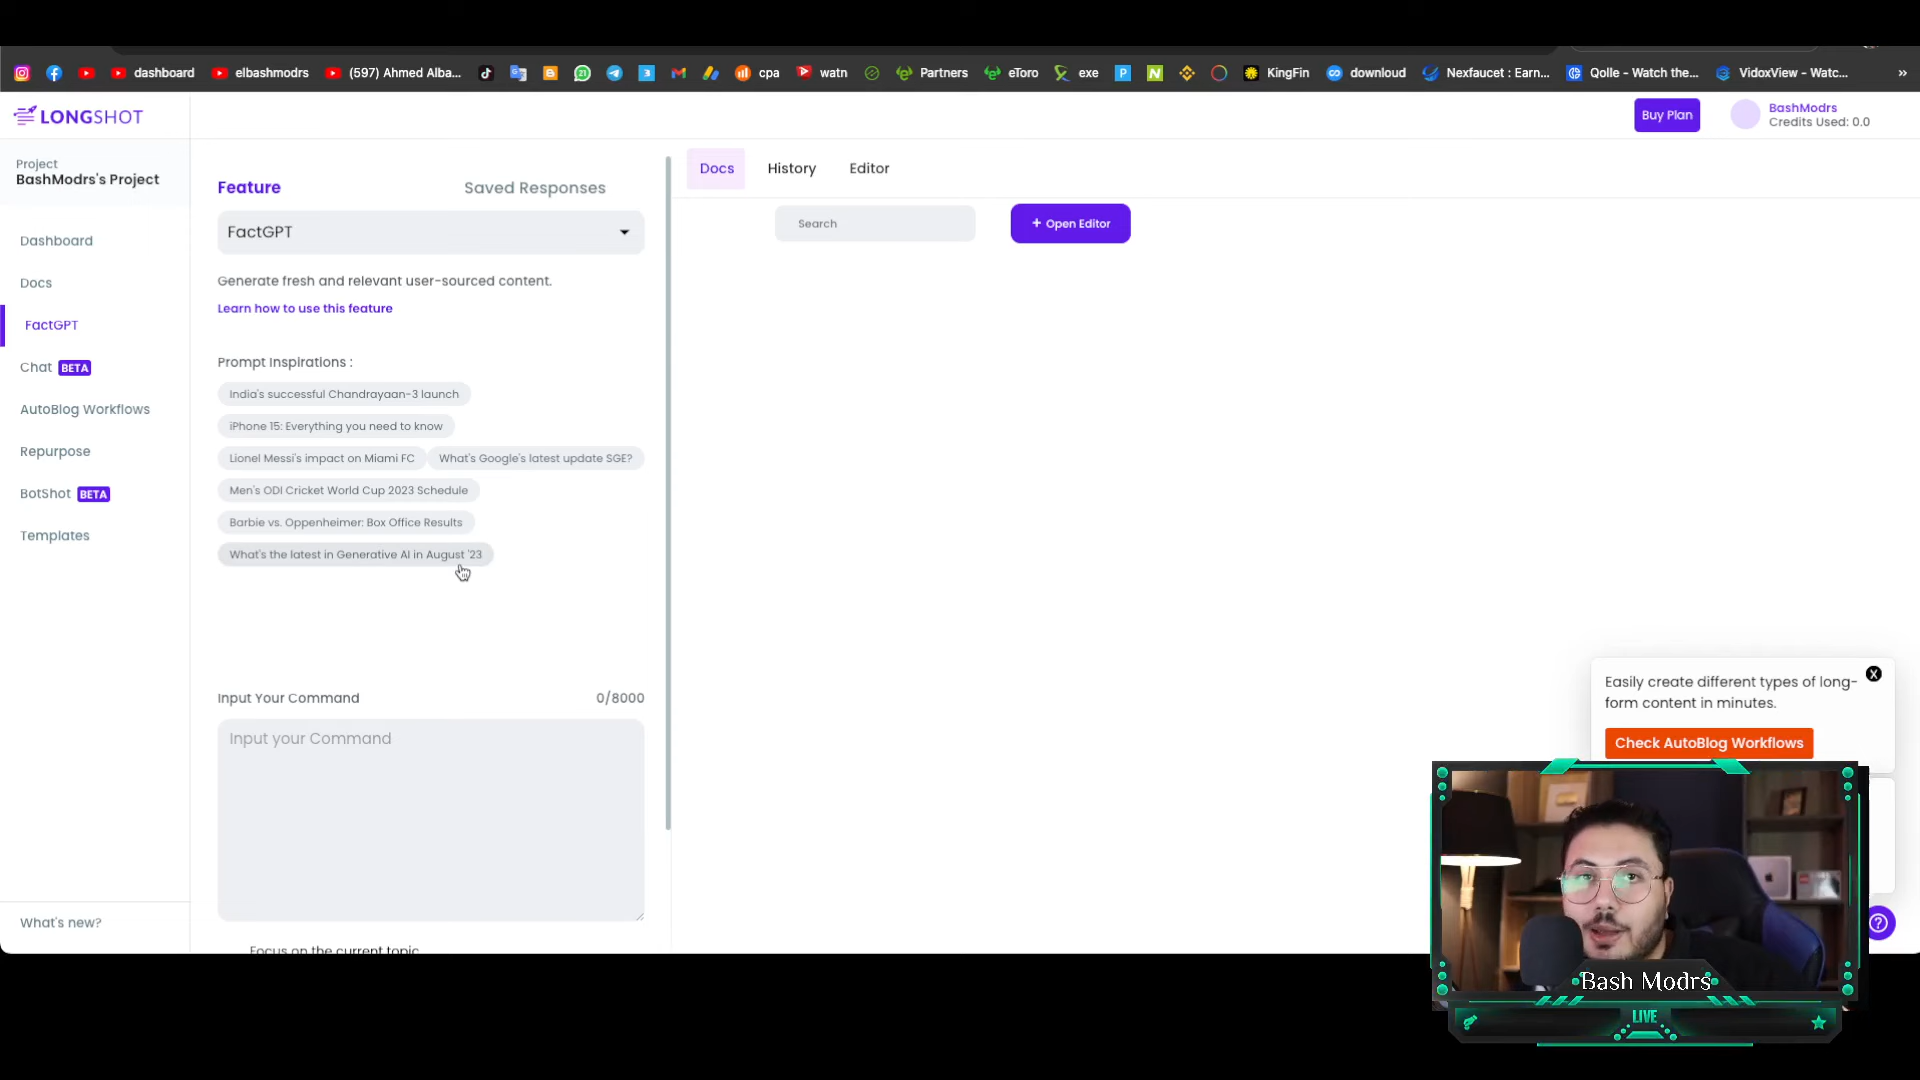 dashboard
elbashmodrs
(597) Ahmed Alba...
cpa
watn
Partners
eToro
exe
KingFin
downloud
Nexfaucet : Earn...
Qolle - Watch the...
VidoxView - Watc...
»
LONGSHOT
Buy Plan
BashModrs
Credits Used: 0.0
Project
BashModrs's Project
Dashboard
Docs
FactGPT
Chat BETA
AutoBlog Workflows
Repurpose
BotShot BETA
Templates
What's new?
Feature
Saved Responses
FactGPT
Generate fresh and relevant user-sourced content.
Learn how to use this feature
Prompt Inspirations :
India's successful Chandrayaan-3 launch
iPhone 15: Everything you need to know
Lionel Messi's impact on Miami FC
What's Google's latest update SGE?
Men's ODI Cricket World Cup 2023 Schedule
Barbie vs. Oppenheimer: Box Office Results
What's the latest in Generative AI in August '23
Input Your Command
0/8000
Input your Command
Focus on the current topic
Docs
History
Editor
Search
+ Open Editor
Easily create different types of long-
form content in minutes.
X
Check AutoBlog Workflows
?
Bash Modrs
LIVE